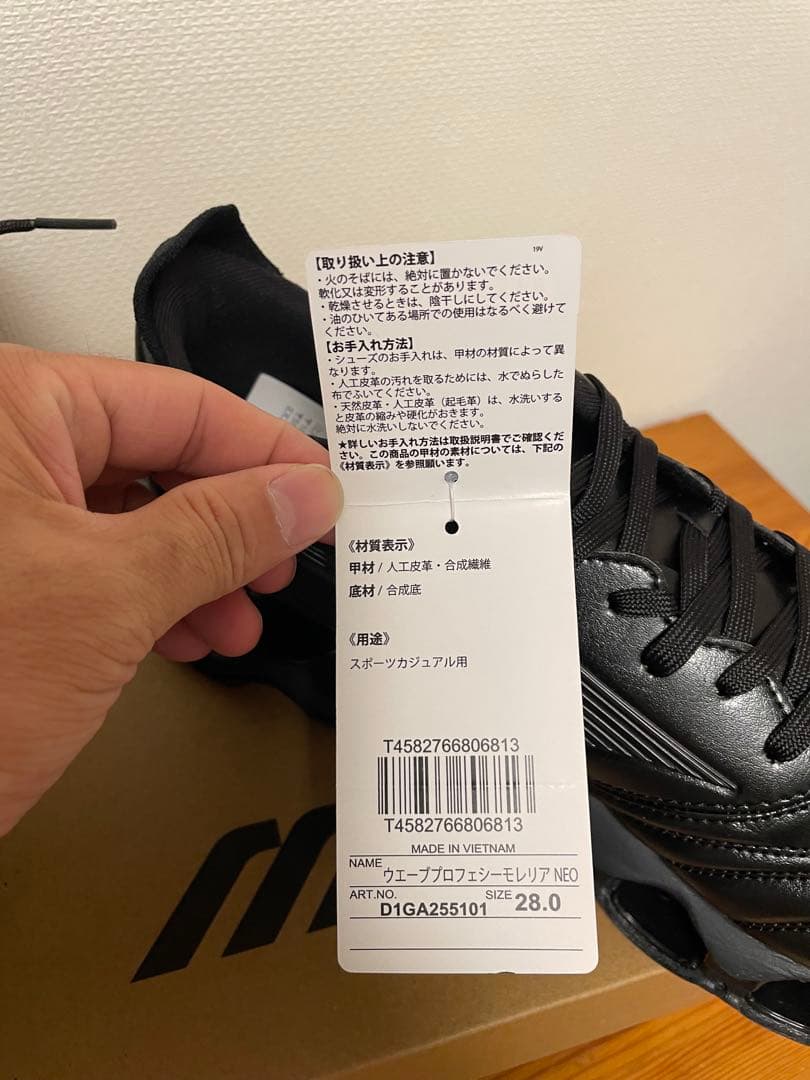 19V
【取り扱い上の注意】
・火のそばには、絶対に置かないでください。
軟化又は変形することがあります。
・乾燥させるときは、陰干しにしてください。
・油のひいてある場所での使用はなるべく避けて
ください。
【お手入れ方法】
・シューズのお手入れは、甲材の材質によって異
なります。
・人工皮革の汚れを取るためには、水でぬらした
布でふいてください。
・天然皮革・人工皮革（起毛革）は、水洗いする
と皮革の縮みや硬化がおきます。
絶対に水洗いしないでください。
★詳しいお手入れ方法は取扱説明書でご確認くだ
さい。この商品の甲材の素材については、下記の
《材質表示》を参照願います。
《材質表示》
甲材 / 人工皮革・合成繊維
底材 / 合成底
《用途》
スポーツカジュアル用
T4582766806813
T4582766806813
MADE IN VIETNAM
NAME ウエーブプロフェシーモレリア NEO
ART.NO. D1GA255101 SIZE 28.0